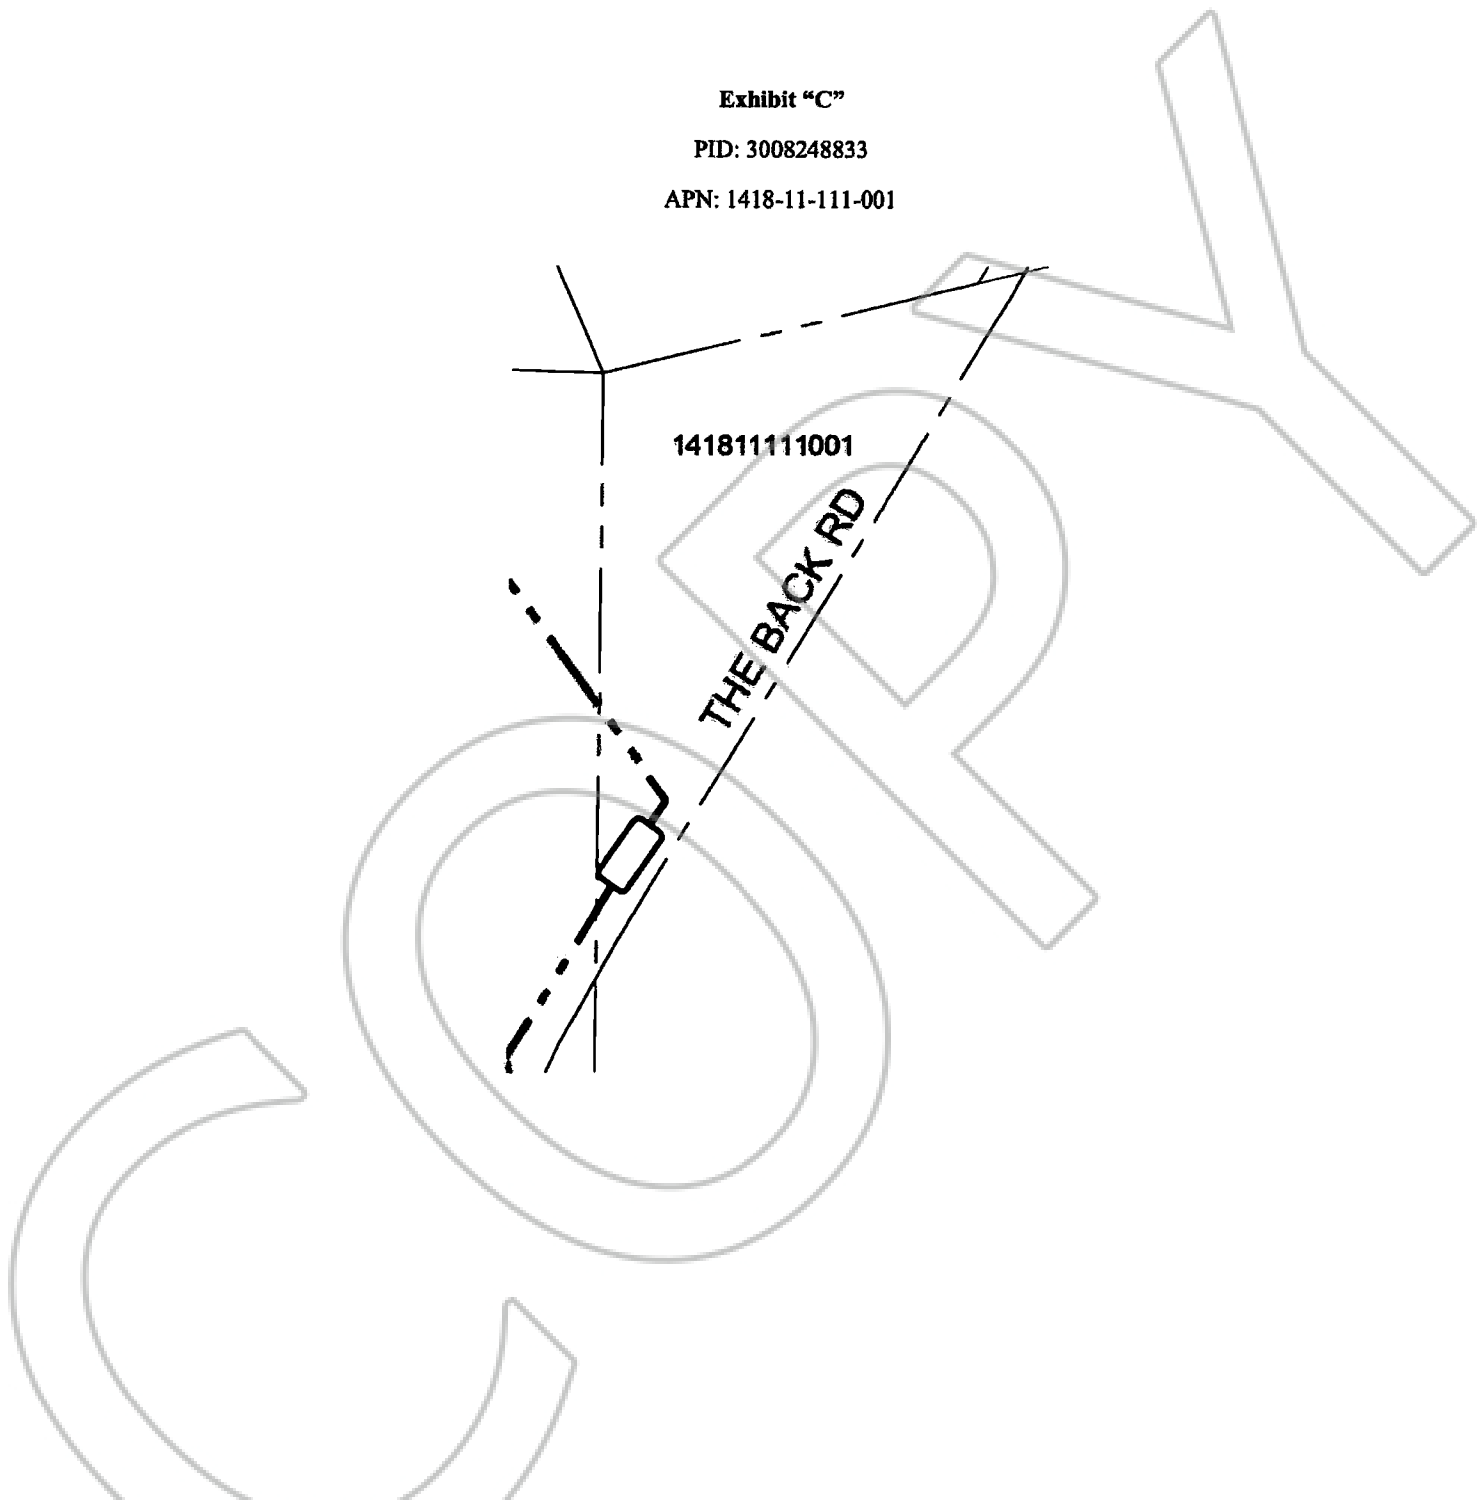 Exhibit “C”
PID: 3008248833
APN: 1418-11-111-001
141811111001
THE BACK RD
COPY